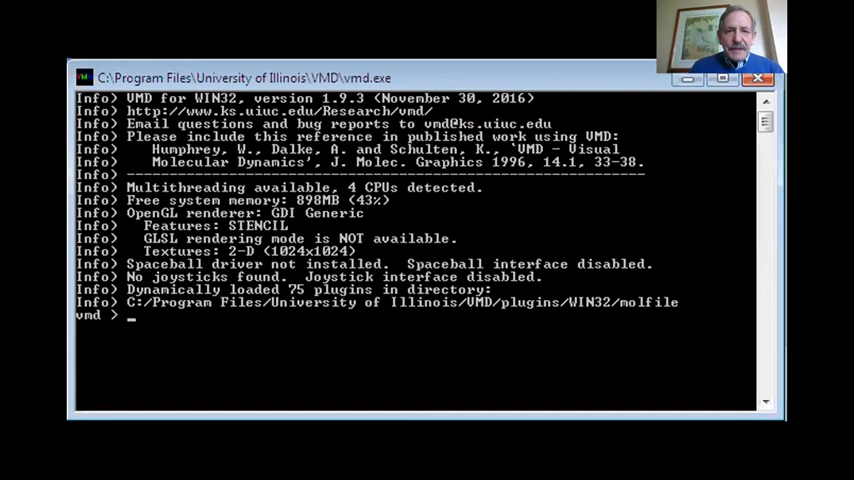 C:\Program Files\University of Illinois\VMD\vmd.exe
Info) VMD for WIN32, version 1.9.3 (November 30, 2016)
Info) http://www.ks.uiuc.edu/Research/vmd/
Info) Email questions and bug reports to vmd@ks.uiuc.edu
Info) Please include this reference in published work using VMD:
Info)    Humphrey, W., Dalke, A. and Schulten, K., `VMD - Visual
Info)    Molecular Dynamics', J. Molec. Graphics 1996, 14.1, 33-38.
Info) -------------------------------------------------------------
Info) Multithreading available, 4 CPUs detected.
Info) Free system memory: 898MB (43%)
Info) OpenGL renderer: GDI Generic
Info)   Features: STENCIL
Info)   GLSL rendering mode is NOT available.
Info)   Textures: 2-D (1024x1024)
Info) Spaceball driver not installed.  Spaceball interface disabled.
Info) No joysticks found.  Joystick interface disabled.
Info) Dynamically loaded 75 plugins in directory:
Info) C:/Program Files/University of Illinois/VMD/plugins/WIN32/molfile
vmd > _